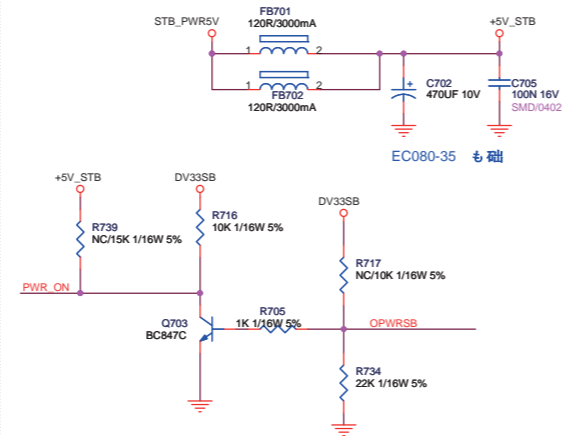 FB701
120R/3000mA
STB_PWR5V
+5V_STB
1
2
1
2
FB702
120R/3000mA
+
C702
470UF 10V
C705
100N 16V
SMD/0402
EC080-35 も础
+5V_STB
DV33SB
DV33SB
R739
NC/15K 1/16W 5%
R716
10K 1/16W 5%
R717
NC/10K 1/16W 5%
PWR_ON
Q703
BC847C
R705
1K 1/16W 5%
OPWRSB
R734
22K 1/16W 5%